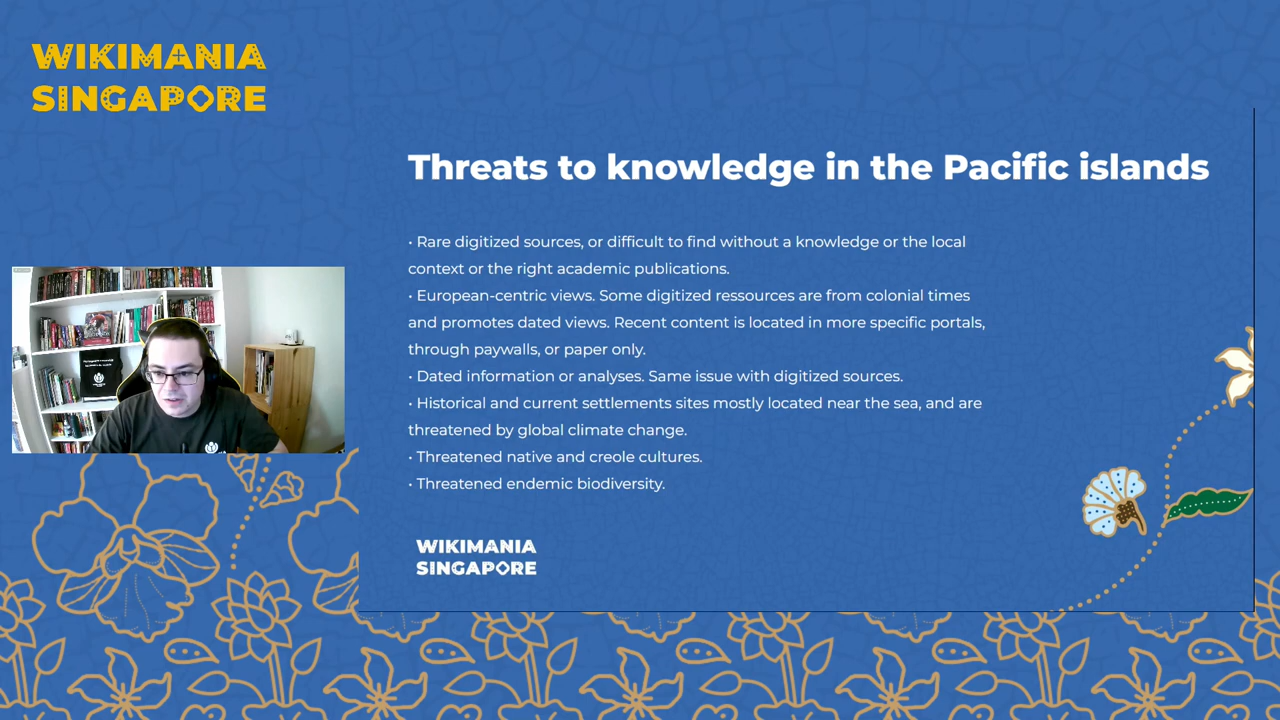 WIKIMANIA
SINGAPORE
Threats to knowledge in the Pacific islands
• Rare digitized sources, or difficult to find without a knowledge or the local
context or the right academic publications.
• European-centric views. Some digitized ressources are from colonial times
and promotes dated views. Recent content is located in more specific portals,
through paywalls, or paper only.
• Dated information or analyses. Same issue with digitized sources.
• Historical and current settlements sites mostly located near the sea, and are
threatened by global climate change.
• Threatened native and creole cultures.
• Threatened endemic biodiversity.
WIKIMANIA
SINGAPORE